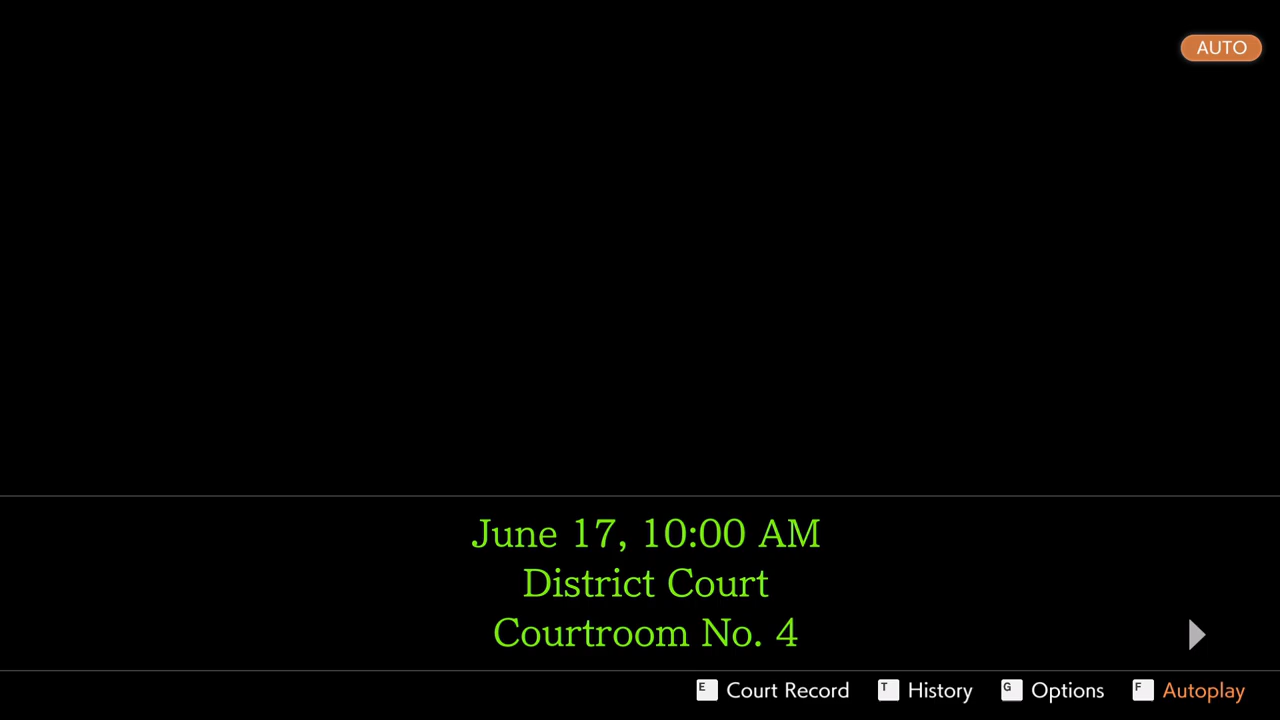 AUTO
June 17, 10:00 AM
District Court
Courtroom No. 4
E Court Record T History G Options F Autoplay